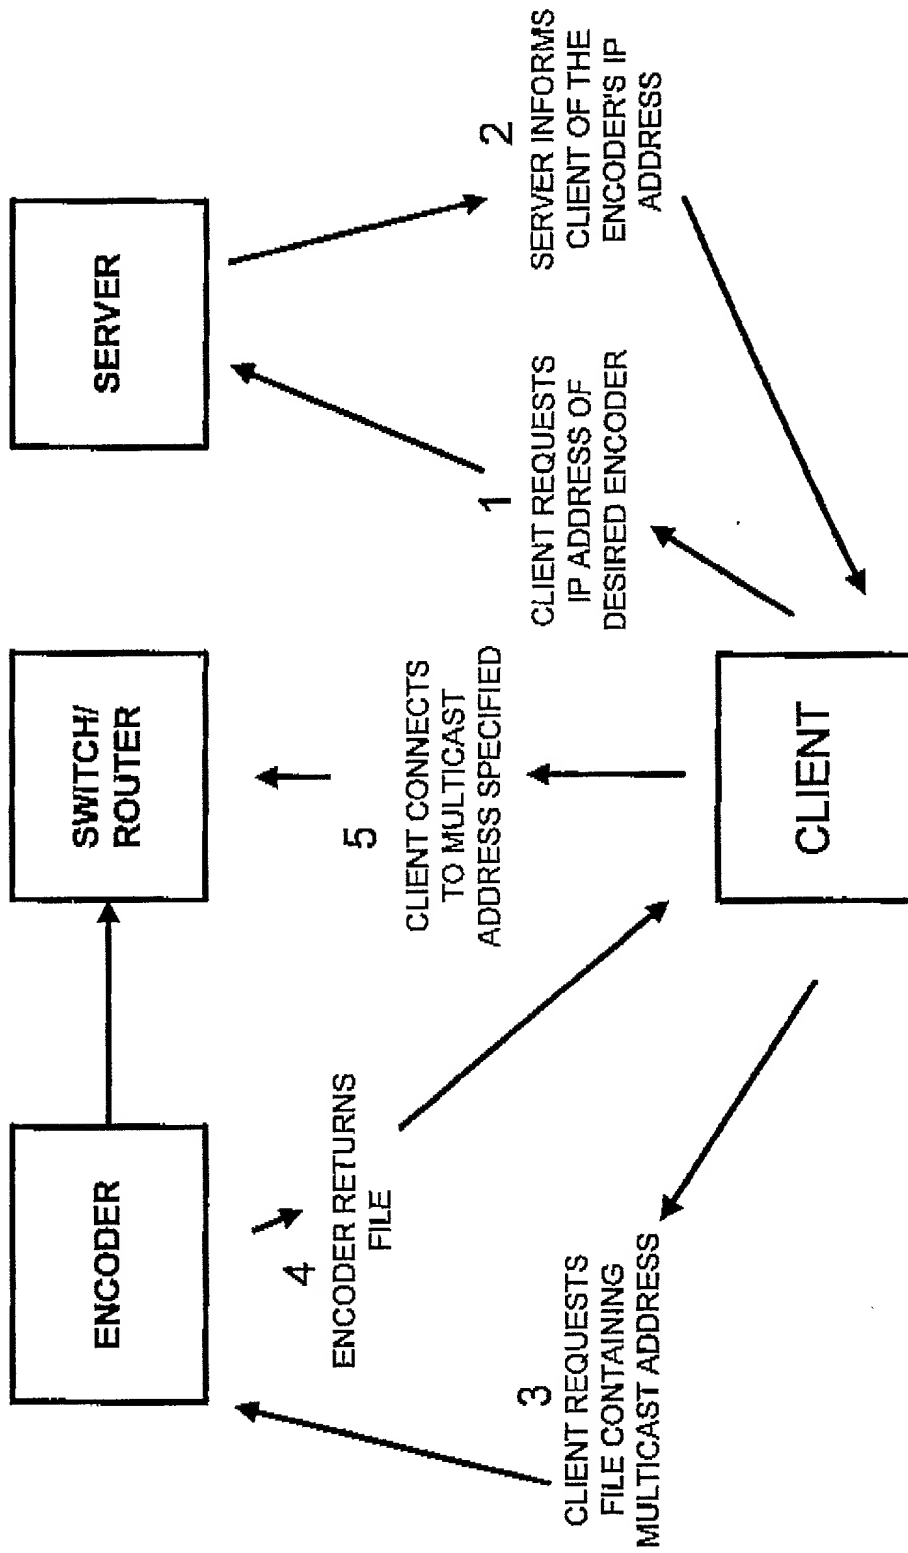 ENCODER
SWITCH/
ROUTER
SERVER
4
ENCODER RETURNS
FILE
5
CLIENT CONNECTS
TO MULTICAST
ADDRESS SPECIFIED
3
CLIENT REQUESTS
FILE CONTAINING
MULTICAST ADDRESS
1
CLIENT REQUESTS
IP ADDRESS OF
DESIRED ENCODER
2
SERVER INFORMS
CLIENT OF THE
ENCODER'S IP
ADDRESS
CLIENT